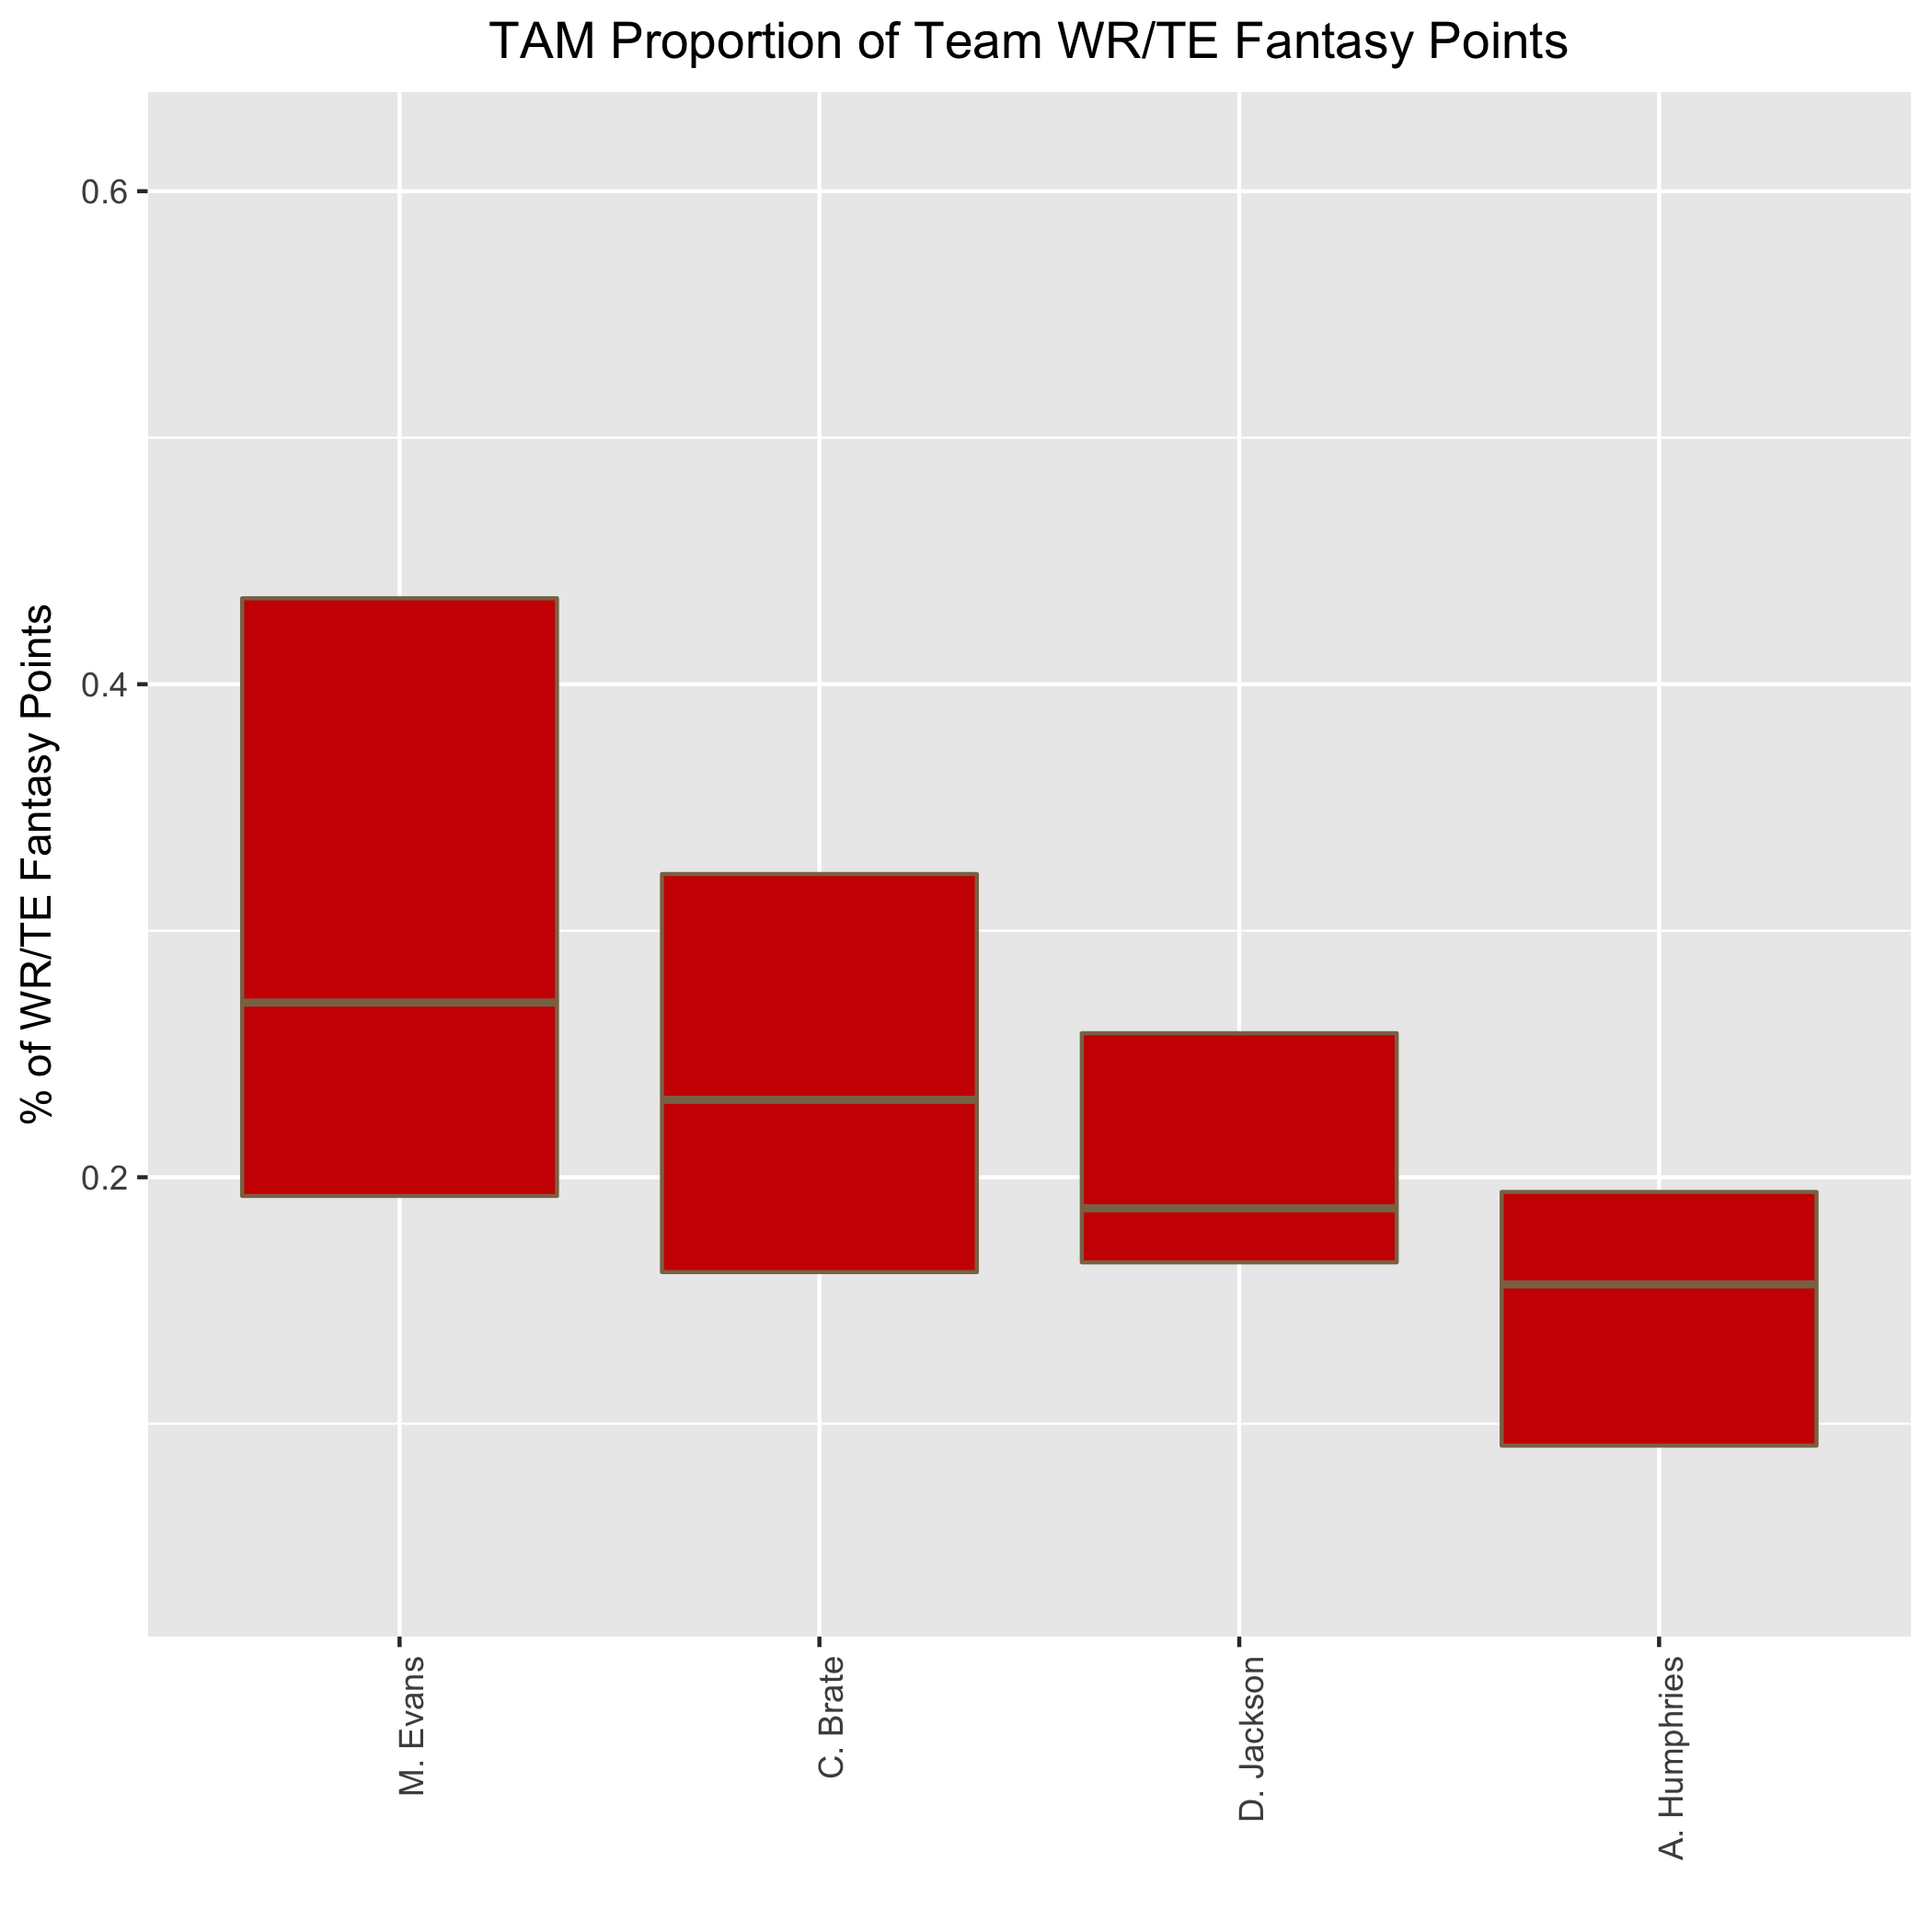 TAM Proportion of Team WR/TE Fantasy Points
% of WR/TE Fantasy Points
0.6
0.4
0.2
M. Evans
C. Brate
D. Jackson
A. Humphries